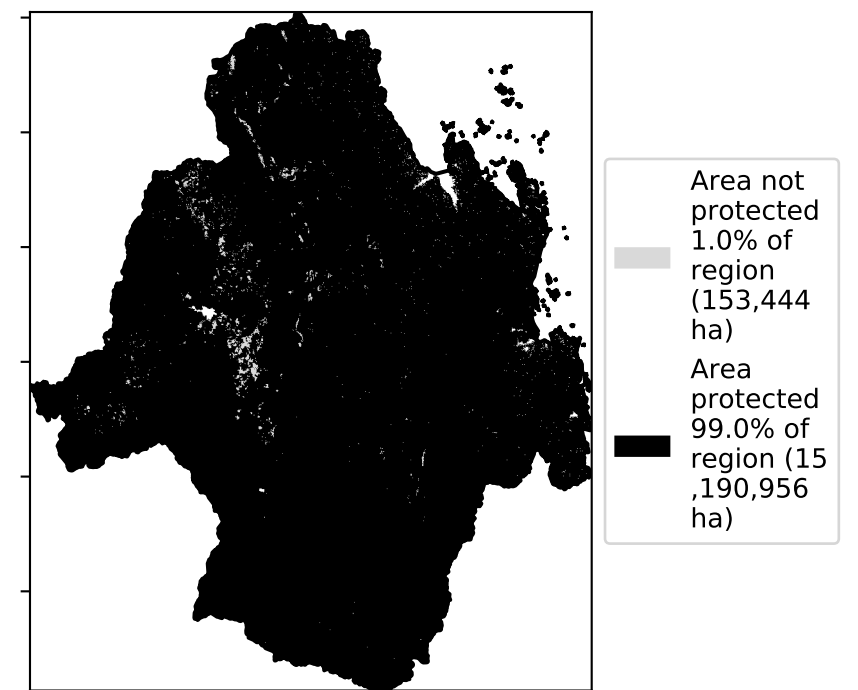 Area not
protected
1.0% of
region
(153,444
ha)
Area
protected
99.0% of
region (15
,190,956
ha)